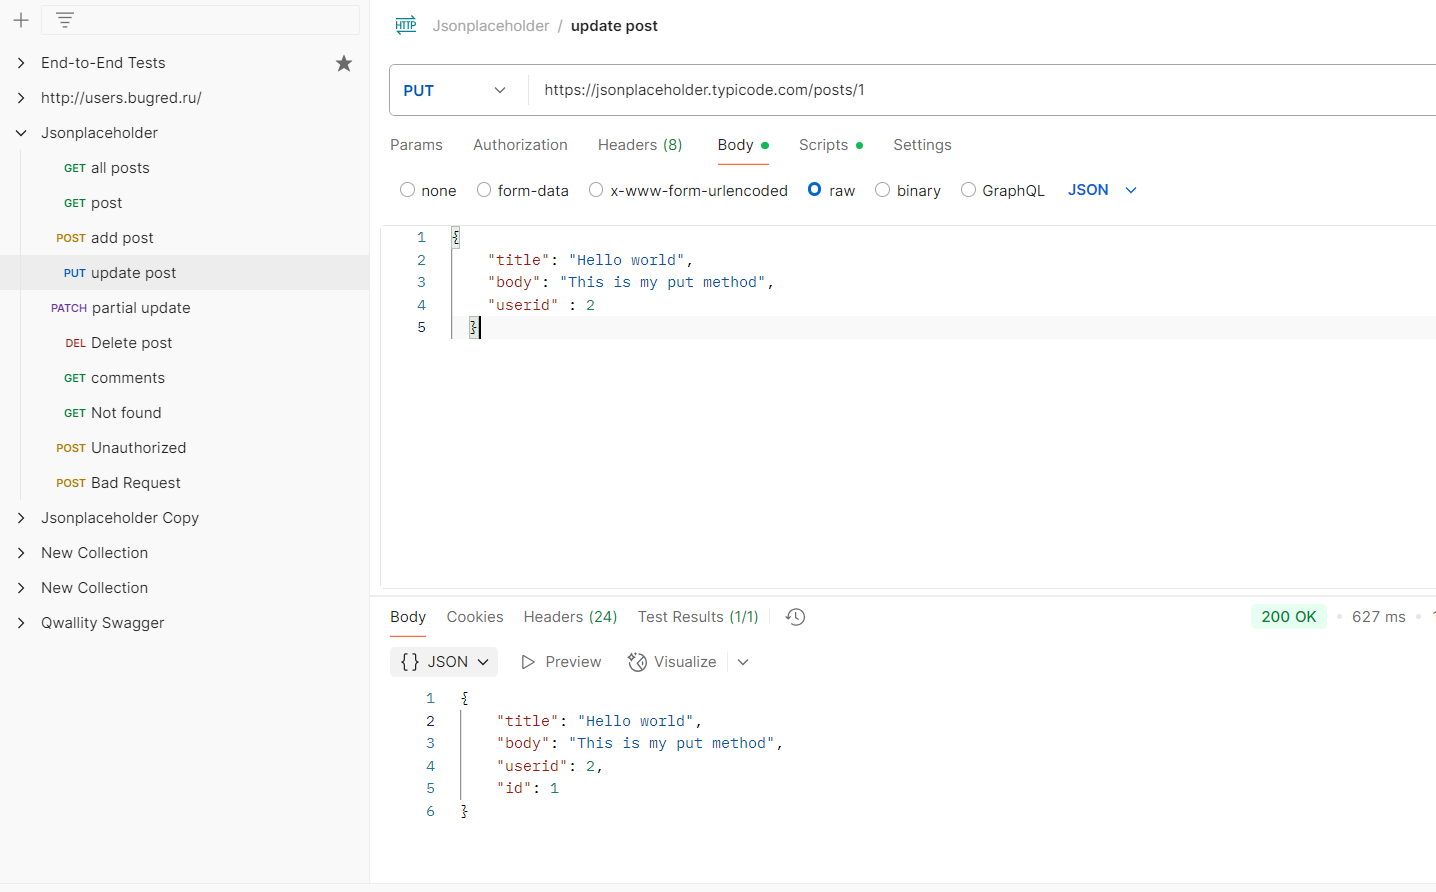 End-to-End Tests
http://users.bugred.ru/
Jsonplaceholder
GET all posts
GET post
POST add post
PUT update post
PATCH partial update
DEL Delete post
GET comments
GET Not found
POST Unauthorized
POST Bad Request
Jsonplaceholder Copy
New Collection
New Collection
Qwallity Swagger
HTTP Jsonplaceholder / update post
PUT https://jsonplaceholder.typicode.com/posts/1
Params Authorization Headers (8) Body Scripts Settings
none form-data x-www-form-urlencoded raw binary GraphQL JSON
1 {
2 "title": "Hello world",
3 "body": "This is my put method",
4 "userid" : 2
5 }
Body Cookies Headers (24) Test Results (1/1) 200 OK 627 ms
{} JSON Preview Visualize
1 {
2 "title": "Hello world",
3 "body": "This is my put method",
4 "userid": 2,
5 "id": 1
6 }